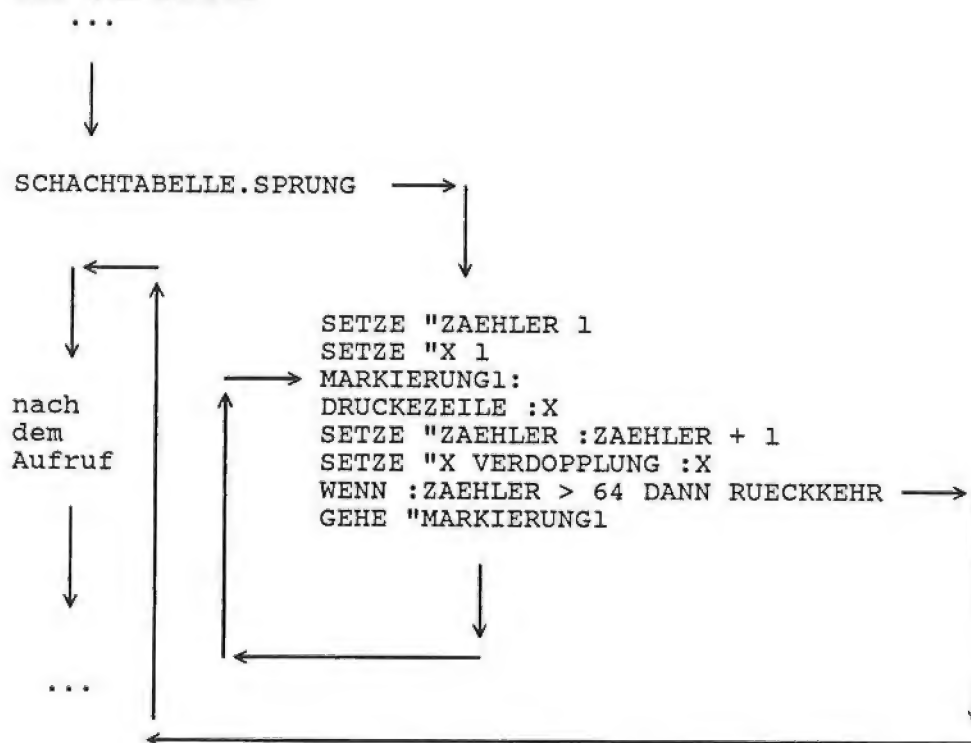 ...
SCHACHTABELLE.SPRUNG
SETZE "ZAEHLER 1
SETZE "X 1
MARKIERUNG1:
DRUCKEZEILE :X
SETZE "ZAEHLER :ZAEHLER + 1
SETZE "X VERDOPPLUNG :X
WENN :ZAEHLER > 64 DANN RUECKKEHR
GEHE "MARKIERUNG1
nach
dem
Aufruf
...